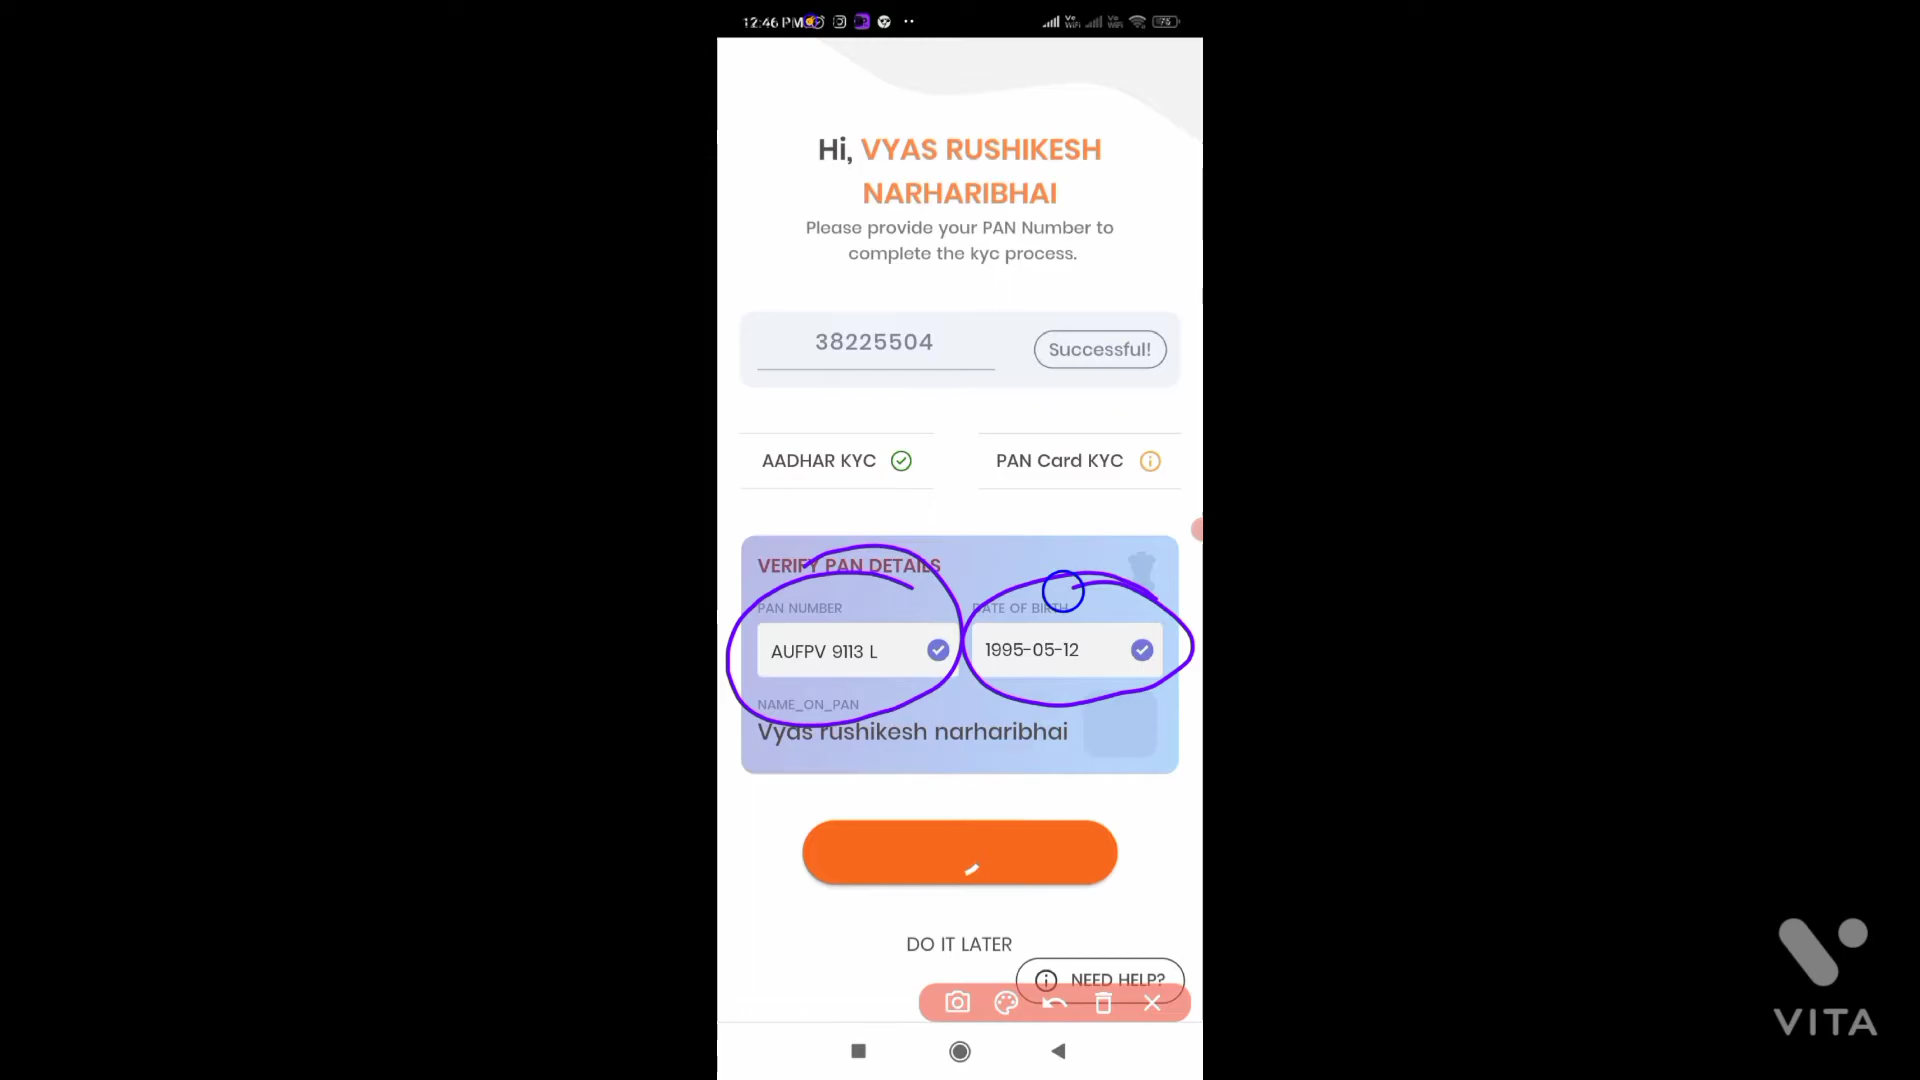 12:46 PM
Hi, VYAS RUSHIKESH
NARHARIBHAI
Please provide your PAN Number to
complete the kyc process.
38225504
Successful!
AADHAR KYC
PAN Card KYC
VERIFY PAN DETAILS
PAN NUMBER
DATE OF BIRTH
AUFPV 9113 L
1995-05-12
NAME_ON_PAN
Vyas rushikesh narharibhai
DO IT LATER
NEED HELP?
VITA